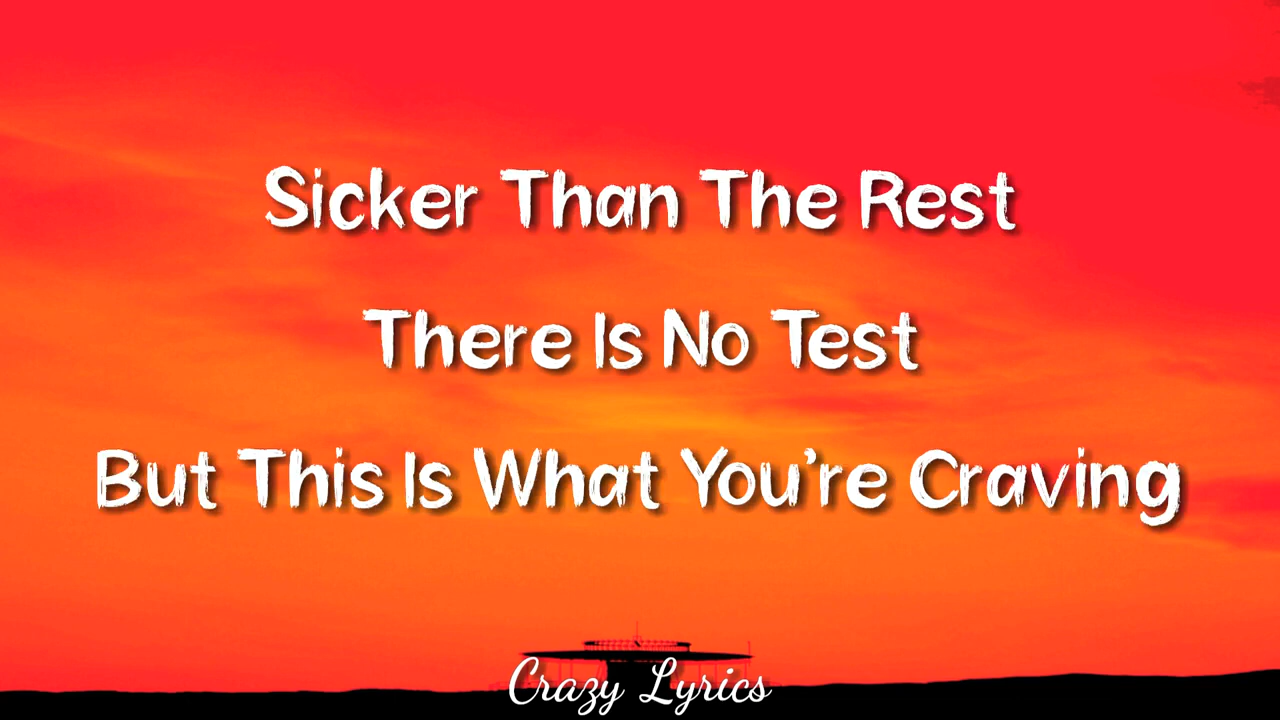 Sicker Than The Rest
There Is No Test
But This Is What You're Craving
Crazy Lyrics